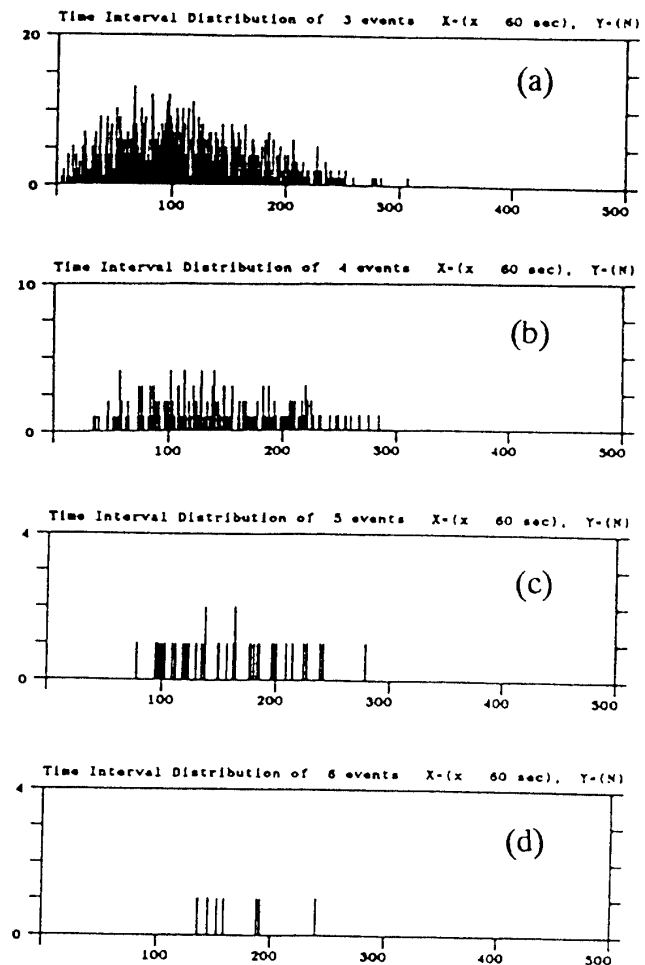 Time Interval Distribution of 3 events X-(x 60 sec), Y-(N)
20
(a)
0
100 200 300 400 500
Time Interval Distribution of 4 events X-(x 60 sec), Y-(N)
10
(b)
0
100 200 300 400 500
Time Interval Distribution of 5 events X-(x 60 sec), Y-(N)
4
(c)
0
100 200 300 400 500
Time Interval Distribution of 6 events X-(x 60 sec), Y-(N)
4
(d)
0
100 200 300 400 500